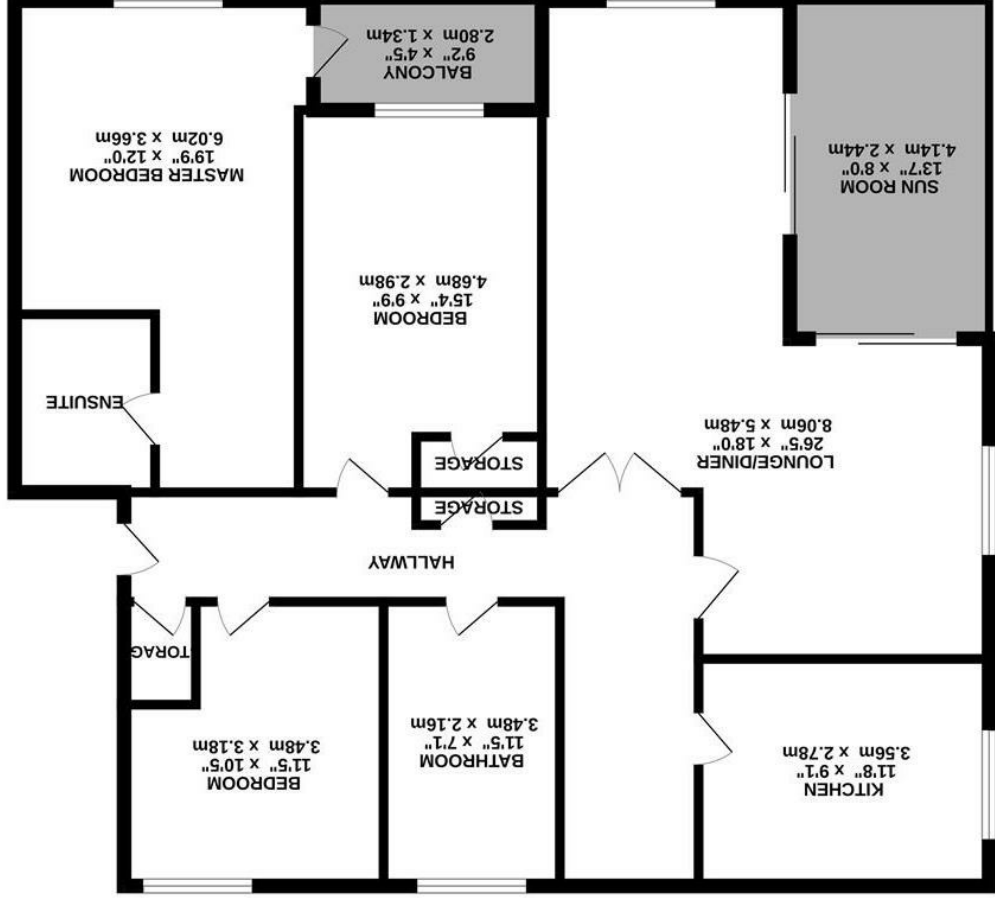 KITCHEN
11'8" x 9'1"
3.56m x 2.78m
BATHROOM
11'5" x 7'1"
3.48m x 2.16m
BEDROOM
11'5" x 10'5"
3.48m x 3.18m
STORAG
HALLWAY
STORAGE
STORAGE
LOUNGE/DINER
26'5" x 18'0"
8.06m x 5.48m
ENSUITE
BEDROOM
15'4" x 9'9"
4.68m x 2.98m
SUN ROOM
13'7" x 8'0"
4.14m x 2.44m
MASTER BEDROOM
19'9" x 12'0"
6.02m x 3.66m
BALCONY
9'2" x 4'5"
2.80m x 1.34m